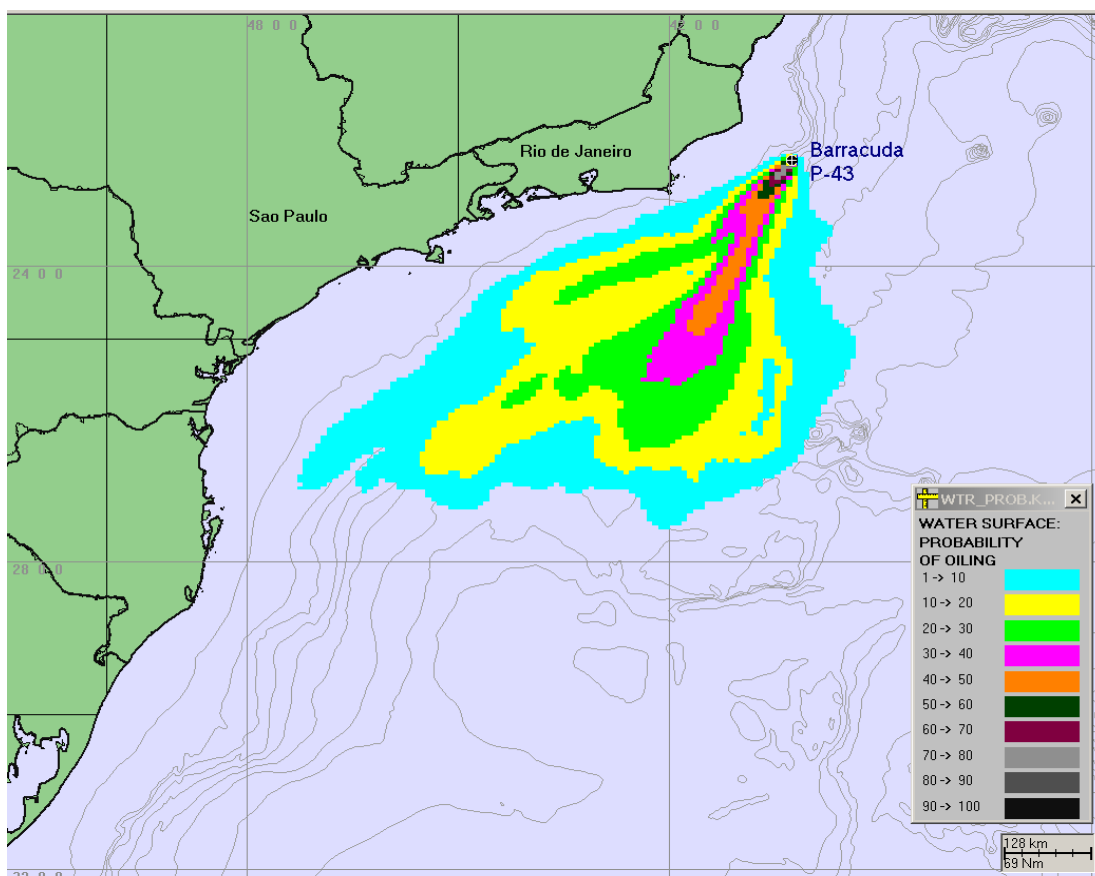 48 0 0
Rio de Janeiro
Barracuda
P-43
Sao Paulo
24 0 0
28 0 0
WTR_PROB.K...
WATER SURFACE:
PROBABILITY
OF OILING
1 -> 10
10 -> 20
20 -> 30
30 -> 40
40 -> 50
50 -> 60
60 -> 70
70 -> 80
80 -> 90
90 -> 100
128 km
69 Nm